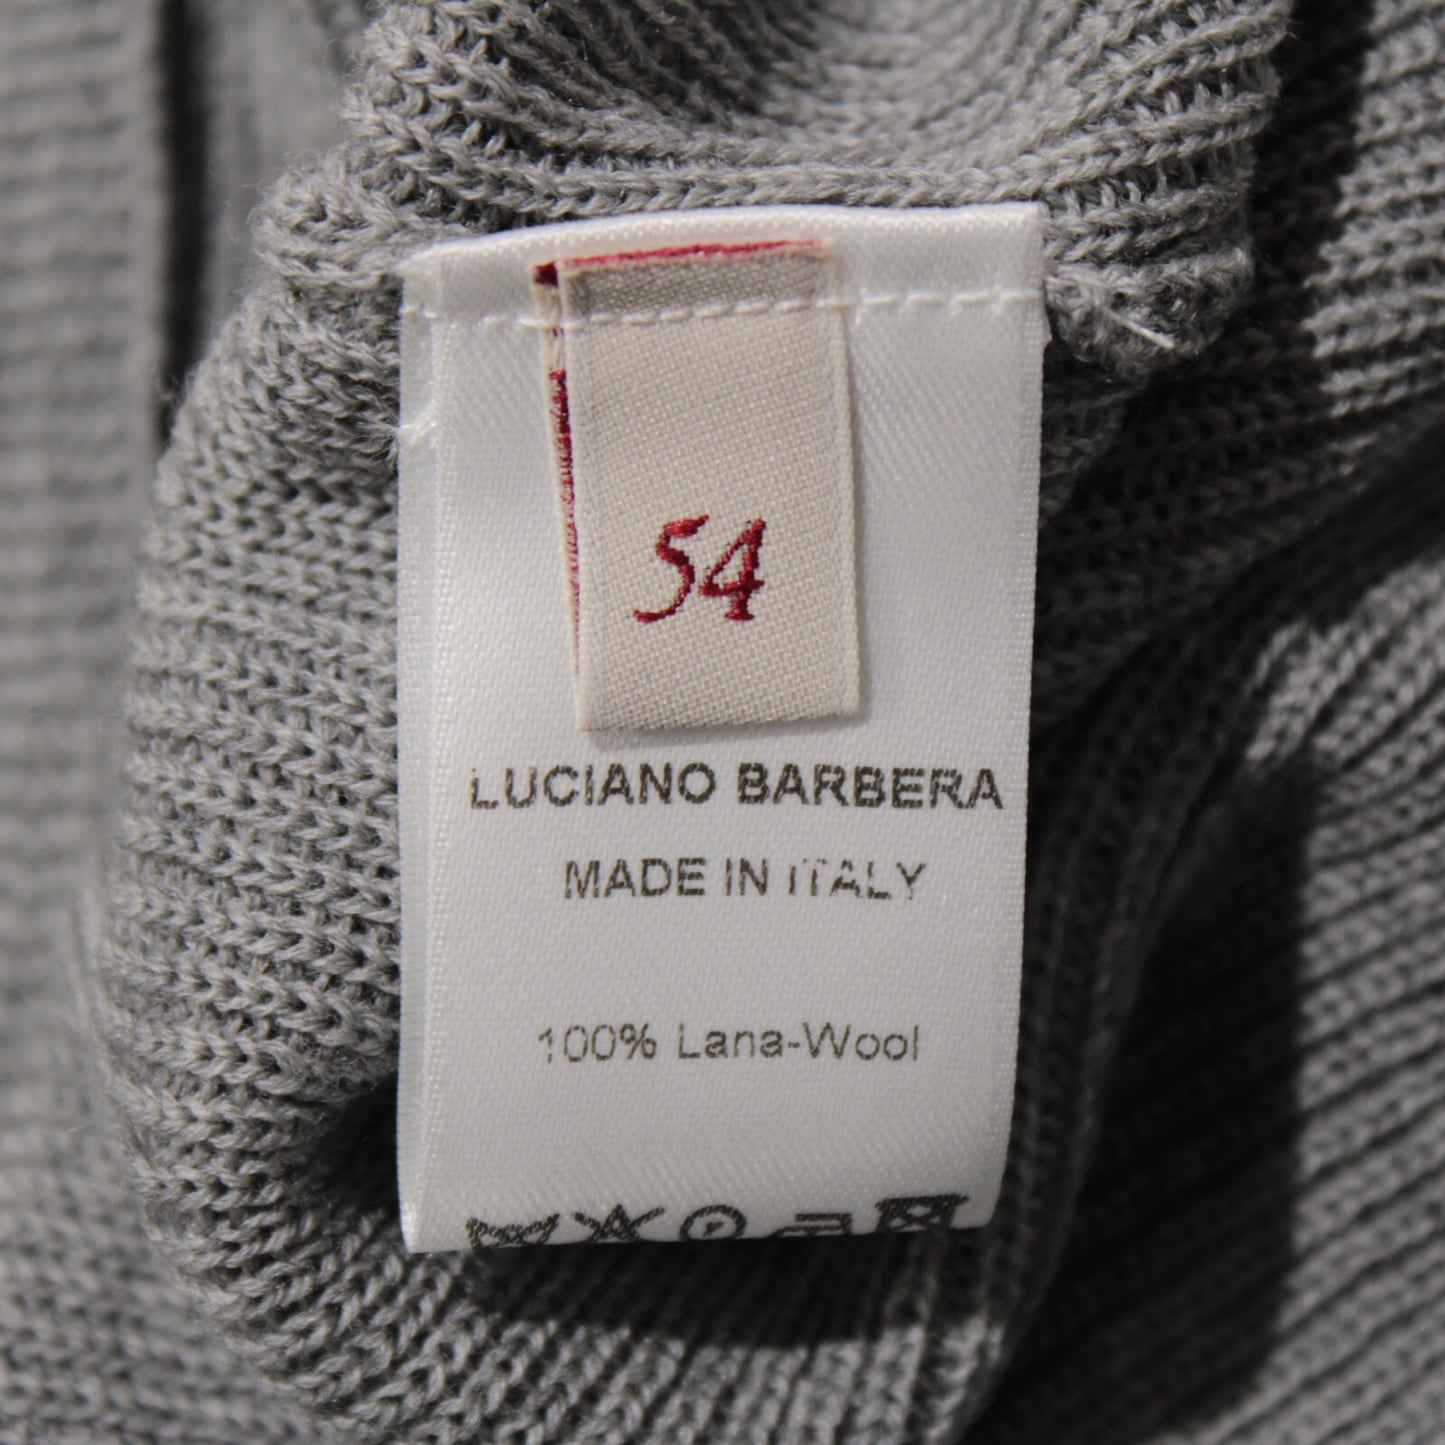 54
LUCIANO BARBERA
MADE IN ITALY
100% Lana-Wool
P